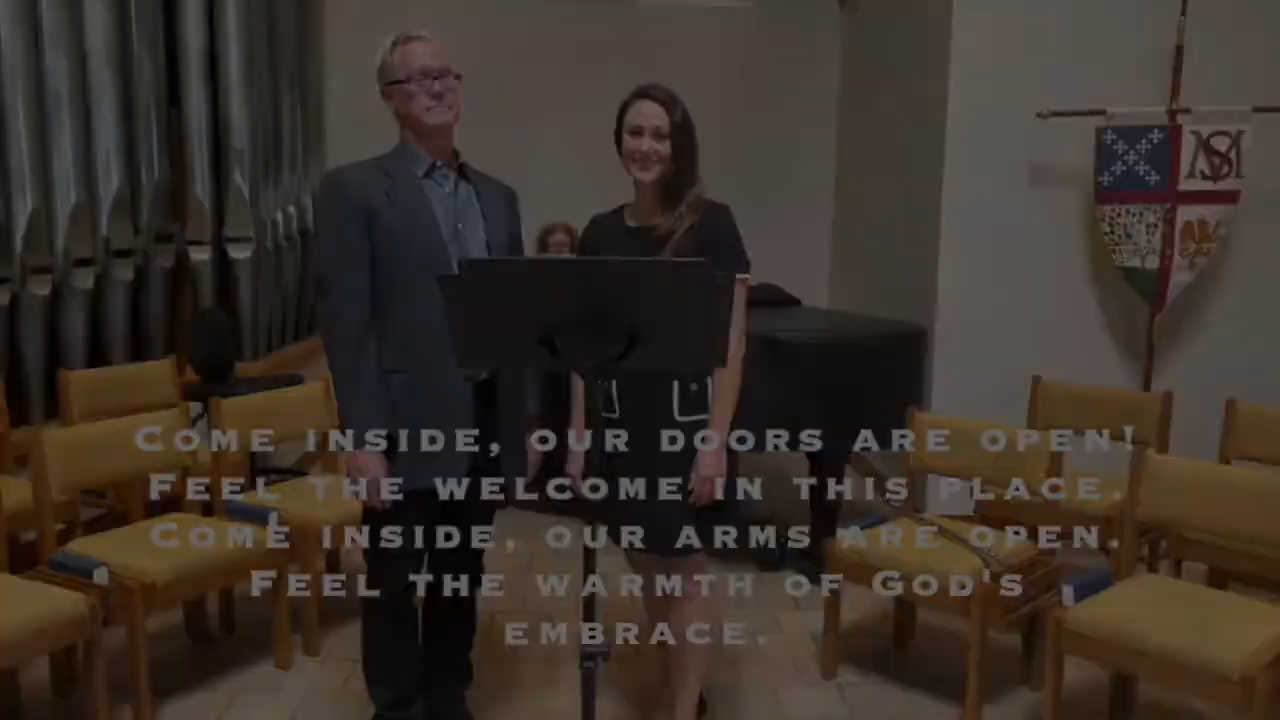 COME INSIDE, OUR DOORS ARE OPEN!
FEEL THE WELCOME IN THIS PLACE.
COME INSIDE, OUR ARMS ARE OPEN.
FEEL THE WARMTH OF GOD'S
EMBRACE.